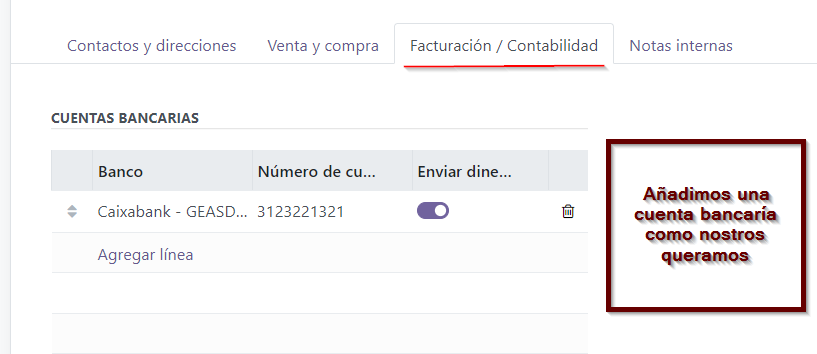 Contactos y direcciones Venta y compra Facturación / Contabilidad Notas internas
CUENTAS BANCARIAS
Banco Número de cu... Enviar dine...
Caixabank - GEASD... 3123221321
Agregar línea
Añadimos una
cuenta bancaría
como nostros
queramos